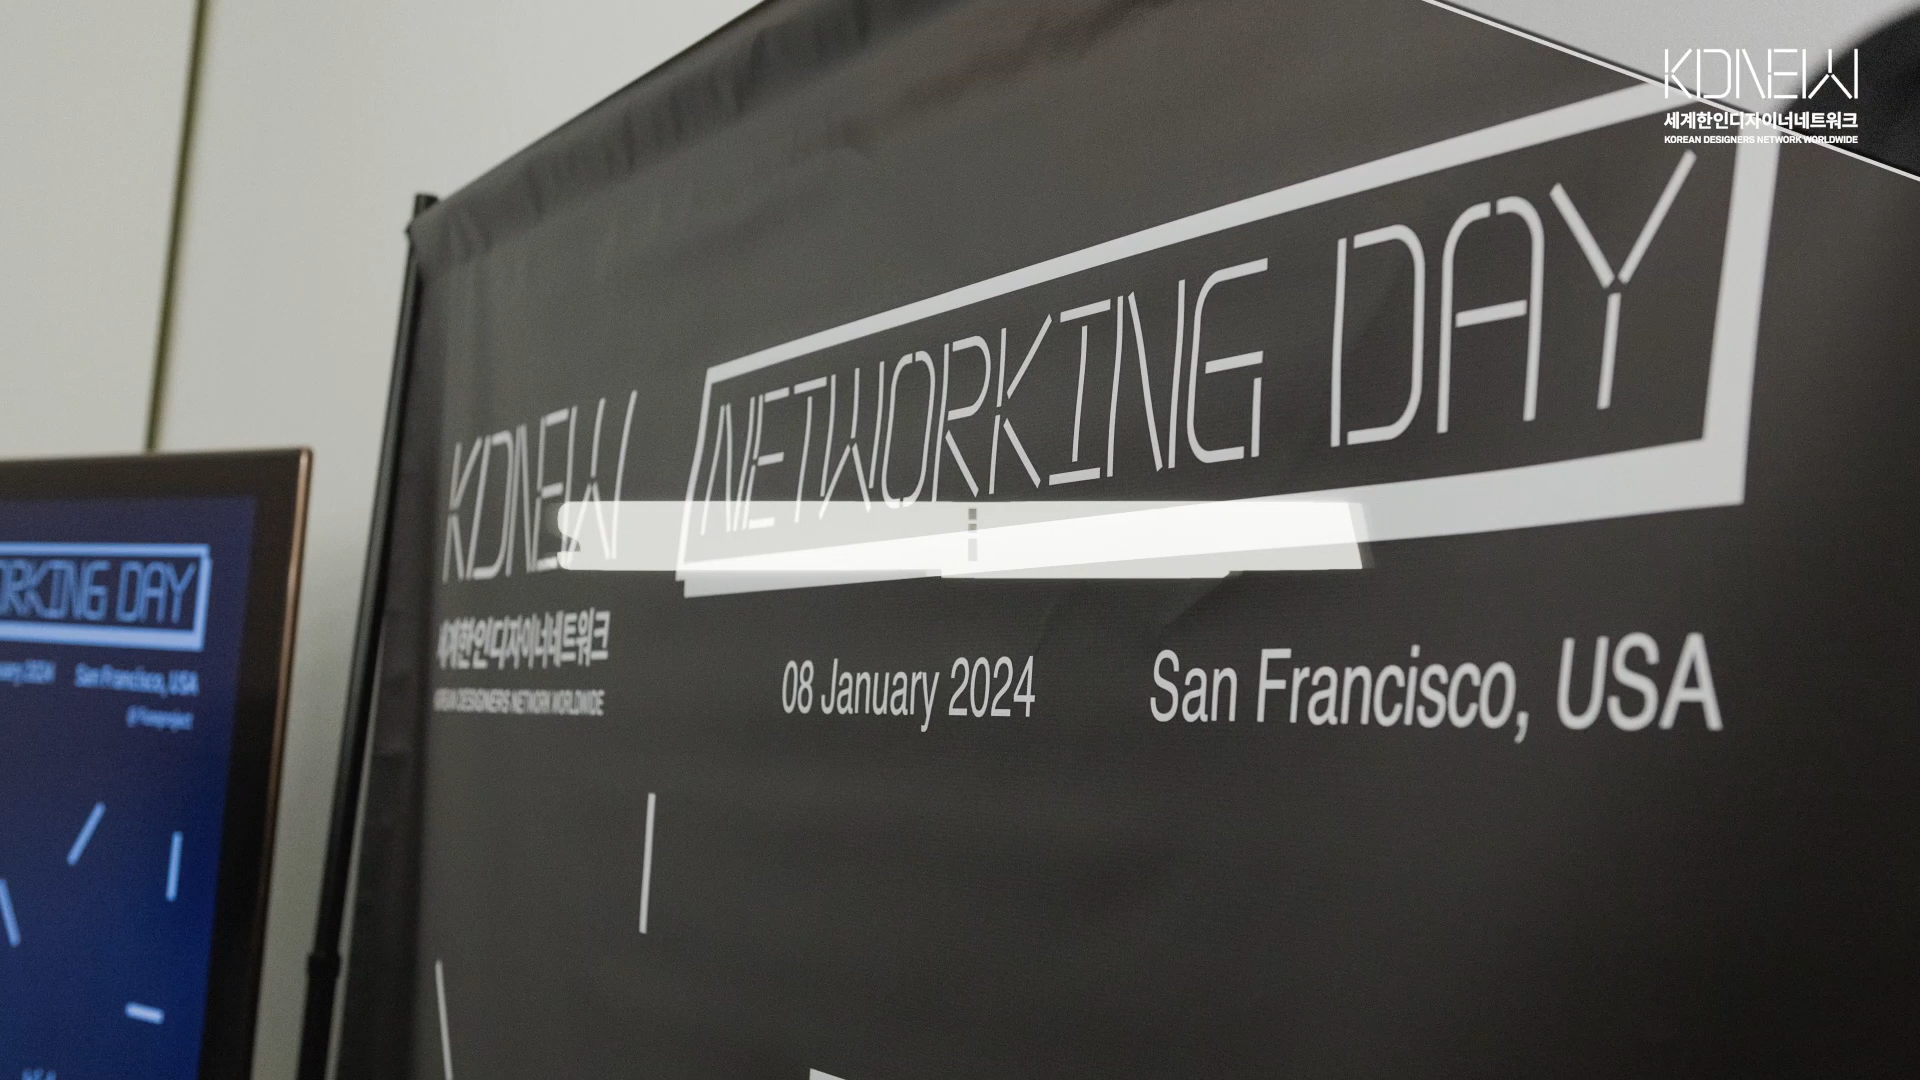 KDNEW
세계한인디자이너네트워크
KOREAN DESIGNERS NETWORK WORLDWIDE
KDNEW
NETWORKING DAY
세계한인디자이너네트워크
KOREAN DESIGNERS NETWORK WORLDWIDE
08 January 2024
San Francisco, USA
DAY
2024
San Francisco, USA